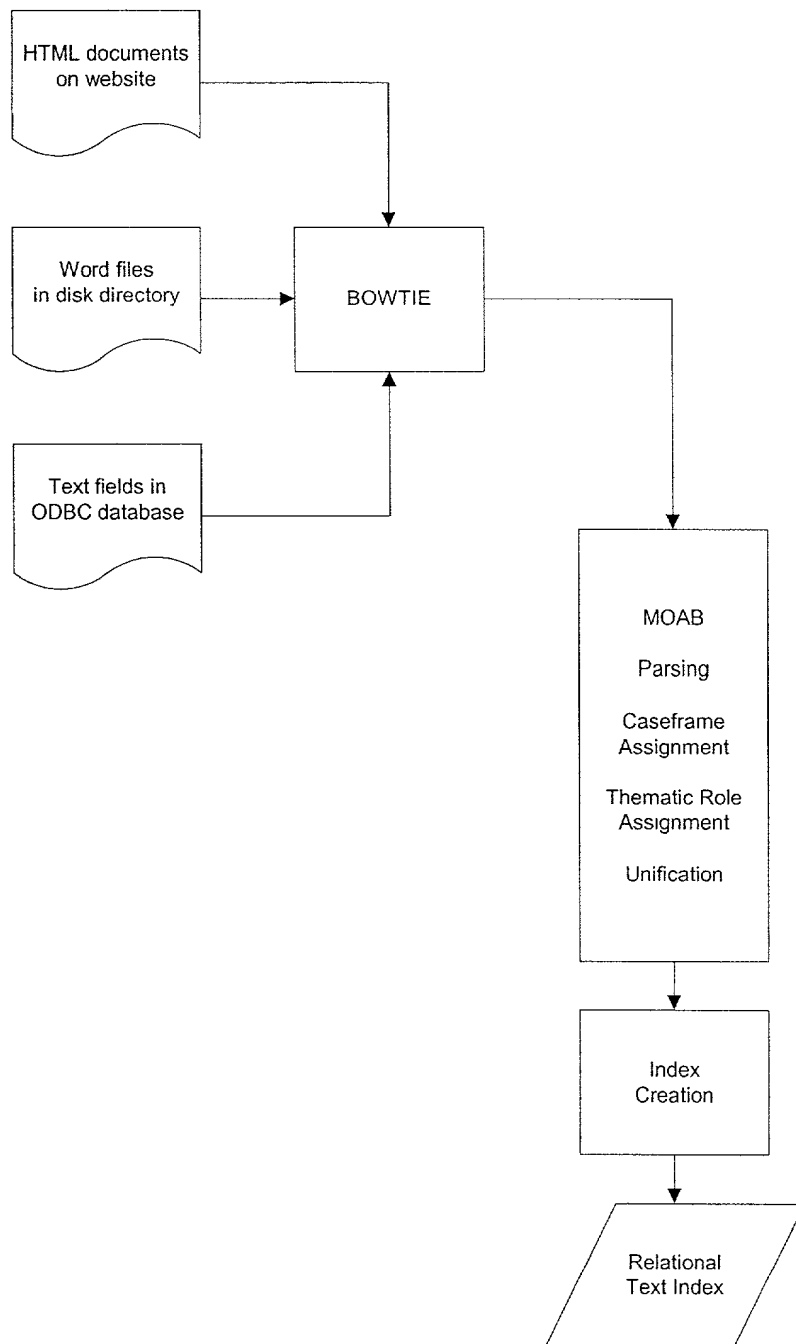 HTML documents
on website
Word files
in disk directory
BOWTIE
Text fields in
ODBC database
MOAB
Parsing
Caseframe
Assignment
Thematic Role
Assignment
Unification
Index
Creation
Relational
Text Index